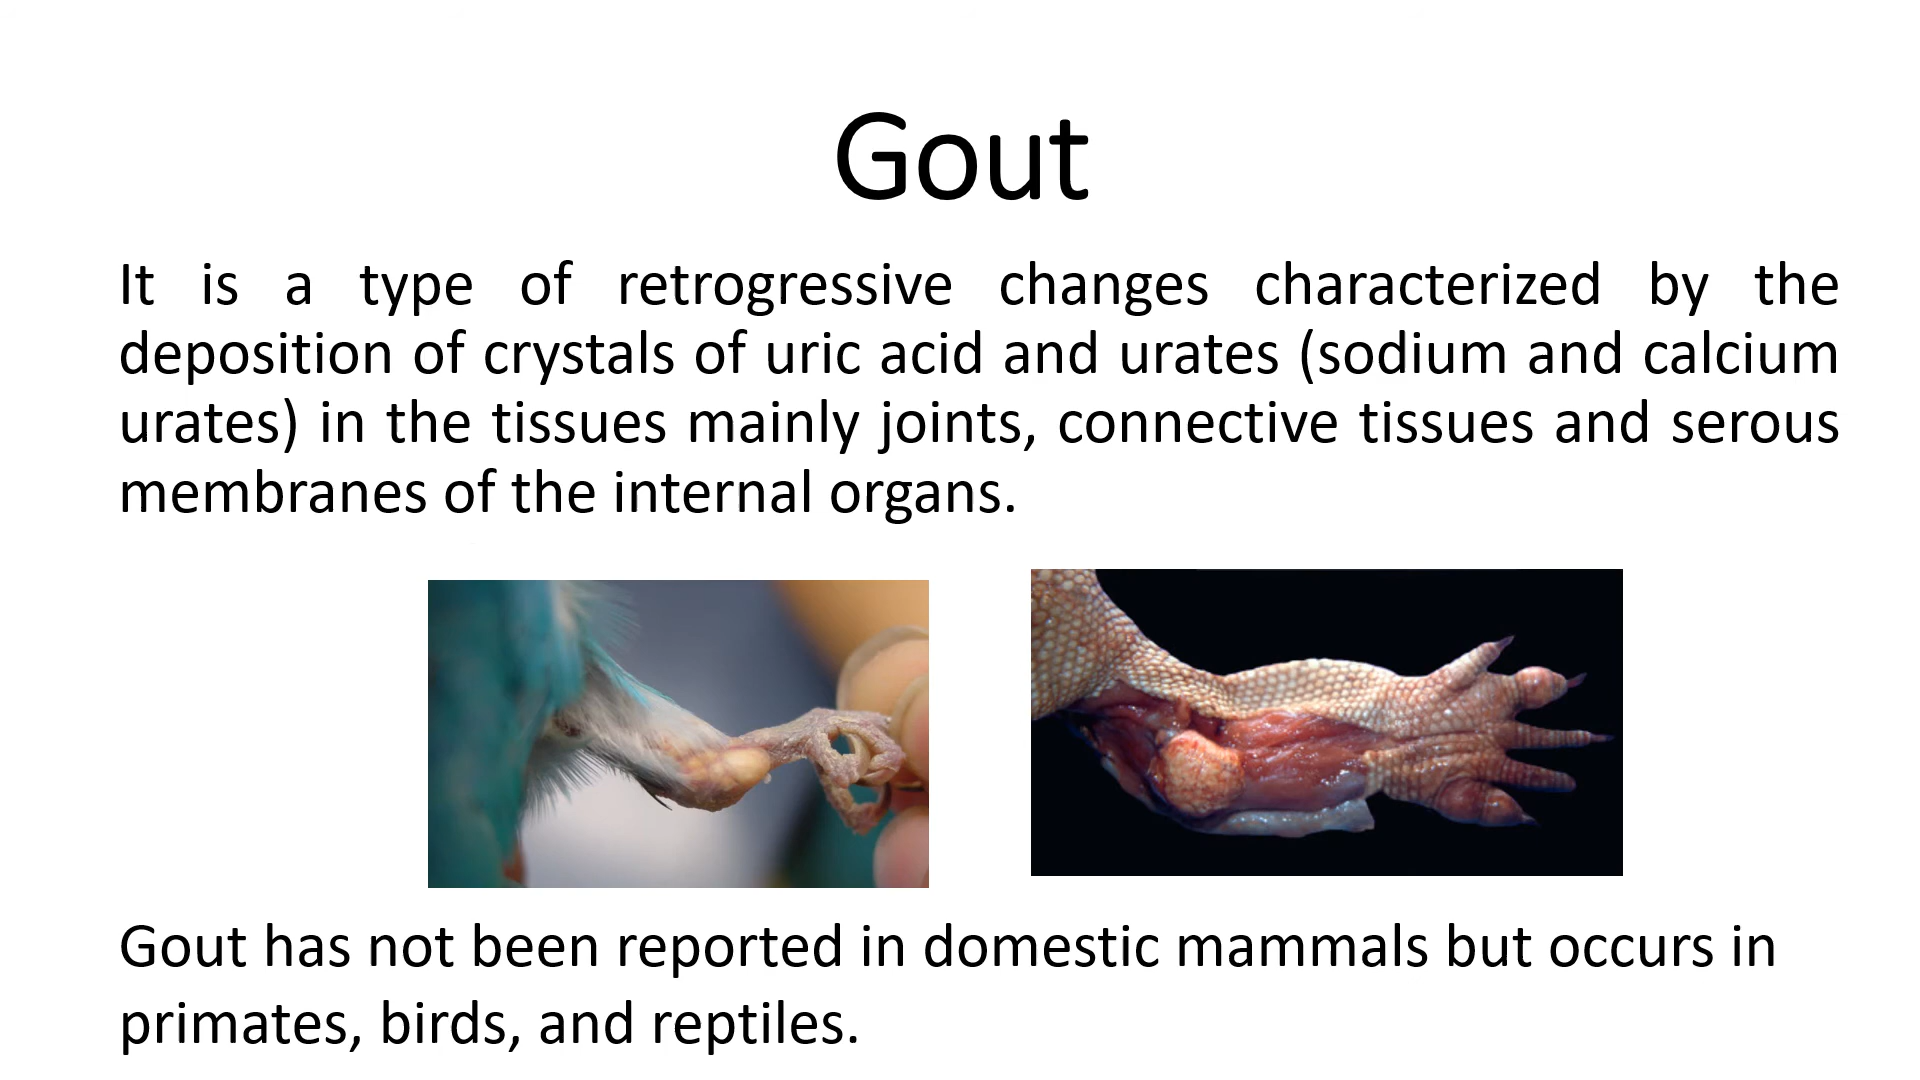 Gout
It is a type of retrogressive changes characterized by the
deposition of crystals of uric acid and urates (sodium and calcium
urates) in the tissues mainly joints, connective tissues and serous
membranes of the internal organs.
Gout has not been reported in domestic mammals but occurs in
primates, birds, and reptiles.